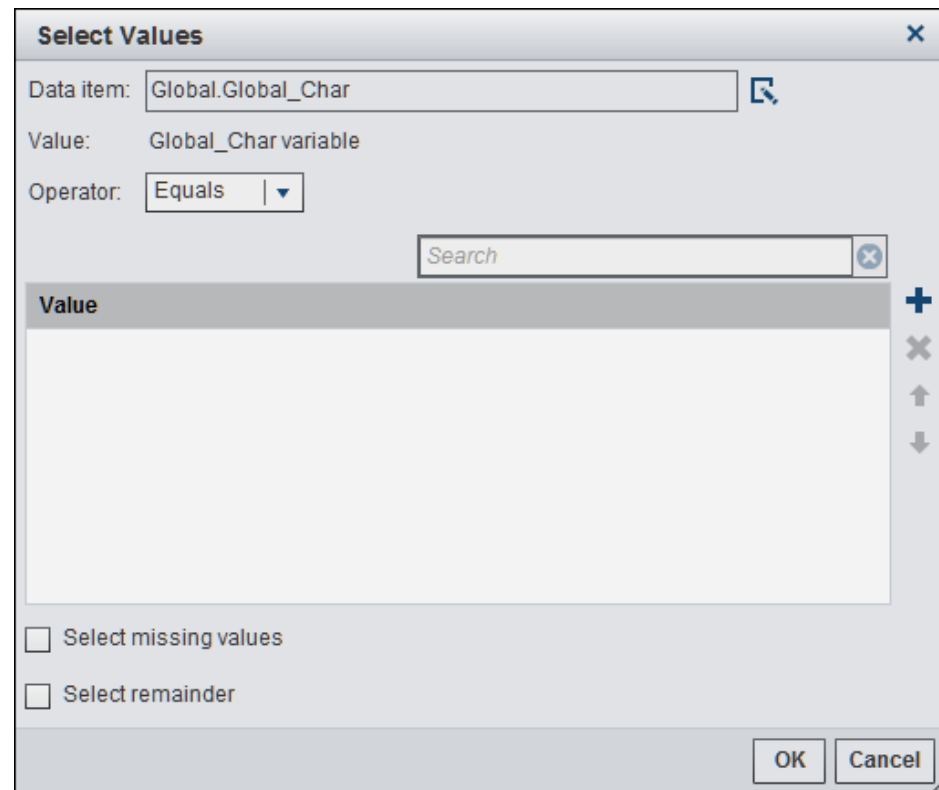 Select Values
Data item: Global.Global_Char
Value: Global_Char variable
Operator: Equals
Search
Value
Select missing values
Select remainder
OK Cancel